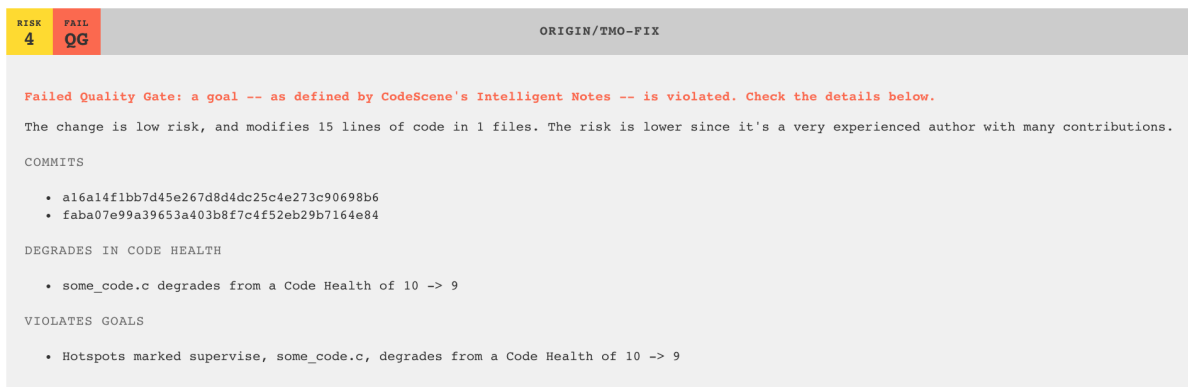 RISK
4
FAIL
QG
ORIGIN/TMO-FIX
Failed Quality Gate: a goal -- as defined by CodeScene's Intelligent Notes -- is violated. Check the details below.
The change is low risk, and modifies 15 lines of code in 1 files. The risk is lower since it's a very experienced author with many contributions.
COMMITS
• a16a14f1bb7d45e267d8d4dc25c4e273c90698b6
• faba07e99a39653a403b8f7c4f52eb29b7164e84
DEGRADES IN CODE HEALTH
• some_code.c degrades from a Code Health of 10 -> 9
VIOLATES GOALS
• Hotspots marked supervise, some_code.c, degrades from a Code Health of 10 -> 9